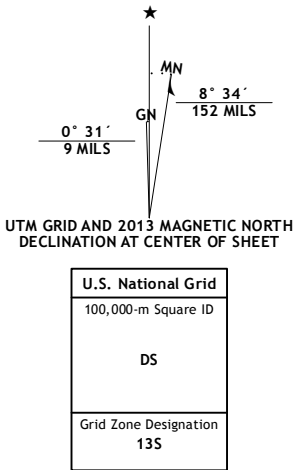 ★
MN
8° 34´
152 MILS
GN
0° 31´
9 MILS
UTM GRID AND 2013 MAGNETIC NORTH
DECLINATION AT CENTER OF SHEET
U.S. National Grid
100,000-m Square ID
DS
Grid Zone Designation
13S